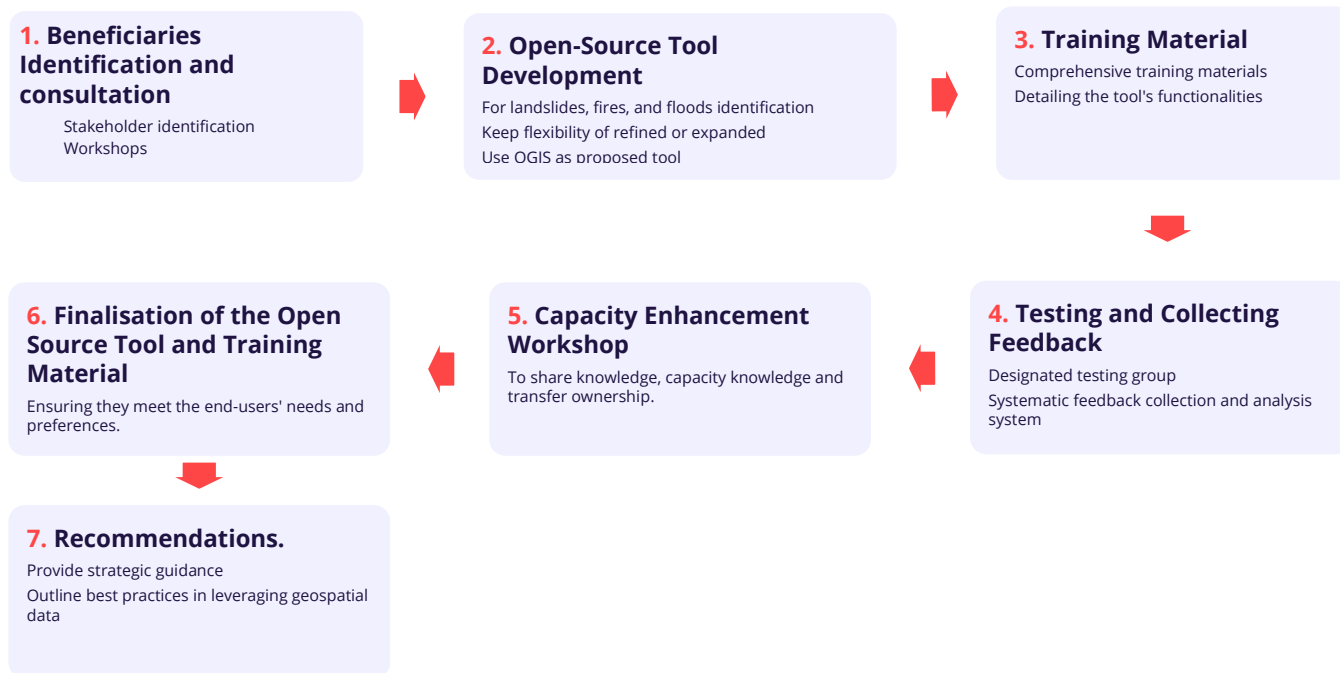 1. Beneficiaries
Identification and
consultation
Stakeholder identification
Workshops
2. Open-Source Tool
Development
For landslides, fires, and floods identification
Keep flexibility of refined or expanded
Use QGIS as proposed tool
3. Training Material
Comprehensive training materials
Detailing the tool's functionalities
4. Testing and Collecting
Feedback
Designated testing group
Systematic feedback collection and analysis
system
5. Capacity Enhancement
Workshop
To share knowledge, capacity knowledge and
transfer ownership.
6. Finalisation of the Open
Source Tool and Training
Material
Ensuring they meet the end-users' needs and
preferences.
7. Recommendations.
Provide strategic guidance
Outline best practices in leveraging geospatial
data